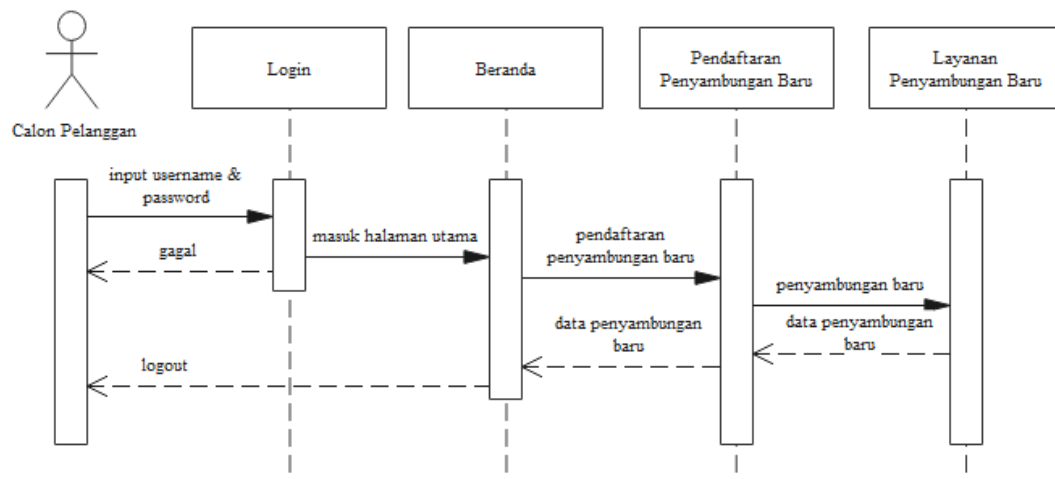 Calon Pelanggan
Login
Beranda
Pendaftaran
Penyambungan Baru
Layanan
Penyambungan Baru
input username &
password
gagal
masuk halaman utama
pendaftaran
penyambungan baru
penyambungan baru
data penyambungan
baru
data penyambungan
baru
logout